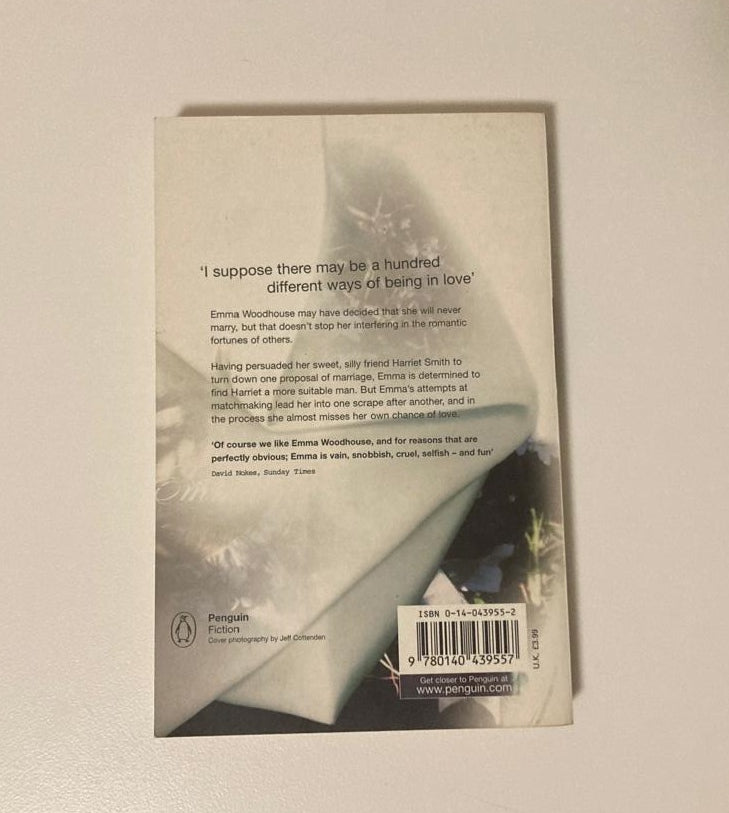 'I suppose there may be a hundred
different ways of being in love'
Emma Woodhouse may have decided that she will never
marry, but that doesn't stop her interfering in the romantic
fortunes of others.
Having persuaded her sweet, silly friend Harriet Smith to
turn down one proposal of marriage, Emma is determined to
find Harriet a more suitable man. But Emma's attempts at
matchmaking lead her into one scrape after another, and in
the process she almost misses her own chance of love.
'Of course we like Emma Woodhouse, and for reasons that are
perfectly obvious; Emma is vain, snobbish, cruel, selfish – and fun'
David Nokes, Sunday Times
Penguin
Fiction
Cover photography by Jeff Cottenden
ISBN 0-14-043955-2
9 780140 439557
U.K. £3.99
Get closer to Penguin at
www.penguin.com